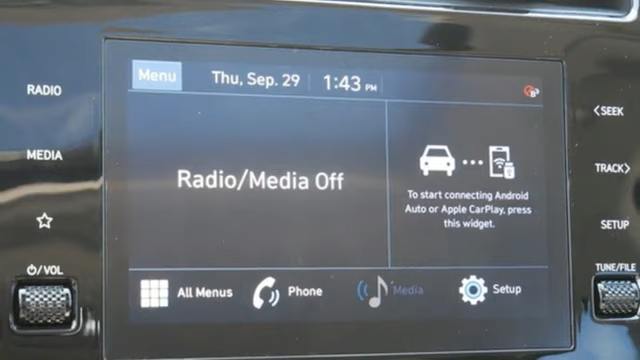 Menu
Thu, Sep. 29
1:43 PM
RADIO
MEDIA
⏻/VOL
Radio/Media Off
To start connecting Android
Auto or Apple CarPlay, press
this widget.
All Menus
Phone
Media
Setup
<SEEK
TRACK>
SETUP
TUNE/FILE